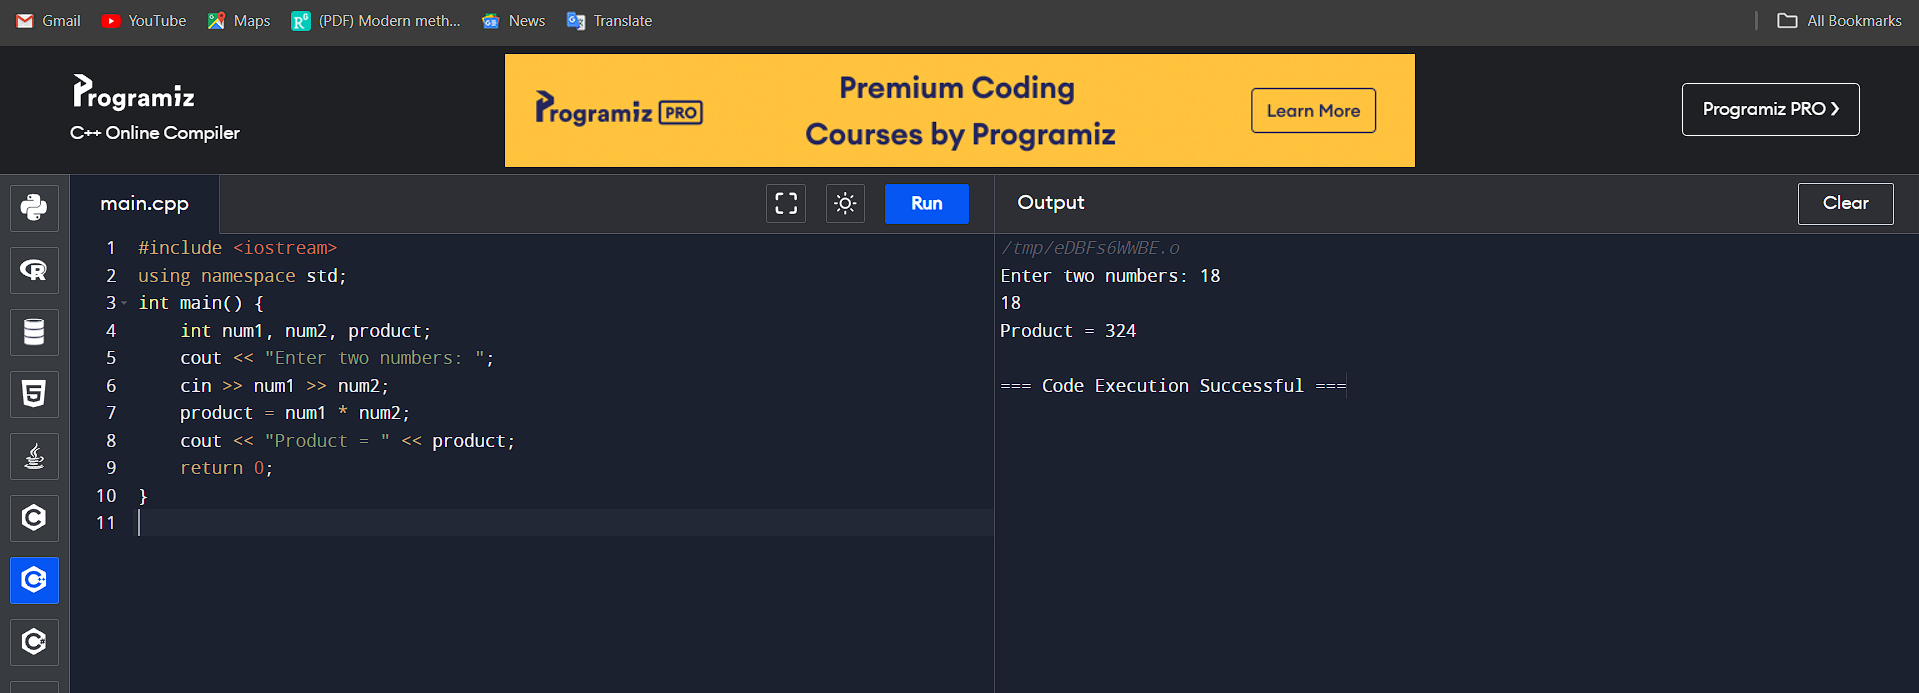 Gmail YouTube Maps (PDF) Modern meth... News Translate All Bookmarks
Programiz
C++ Online Compiler
Programiz PRO
Premium Coding
Courses by Programiz
Learn More
Programiz PRO ❯
main.cpp
Run
1 #include <iostream>
2 using namespace std;
3 int main() {
4     int num1, num2, product;
5     cout << "Enter two numbers: ";
6     cin >> num1 >> num2;
7     product = num1 * num2;
8     cout << "Product = " << product;
9     return 0;
10 }
11
Output
Clear
/tmp/eDBFs6WWBE.o
Enter two numbers: 18
18
Product = 324
=== Code Execution Successful ===